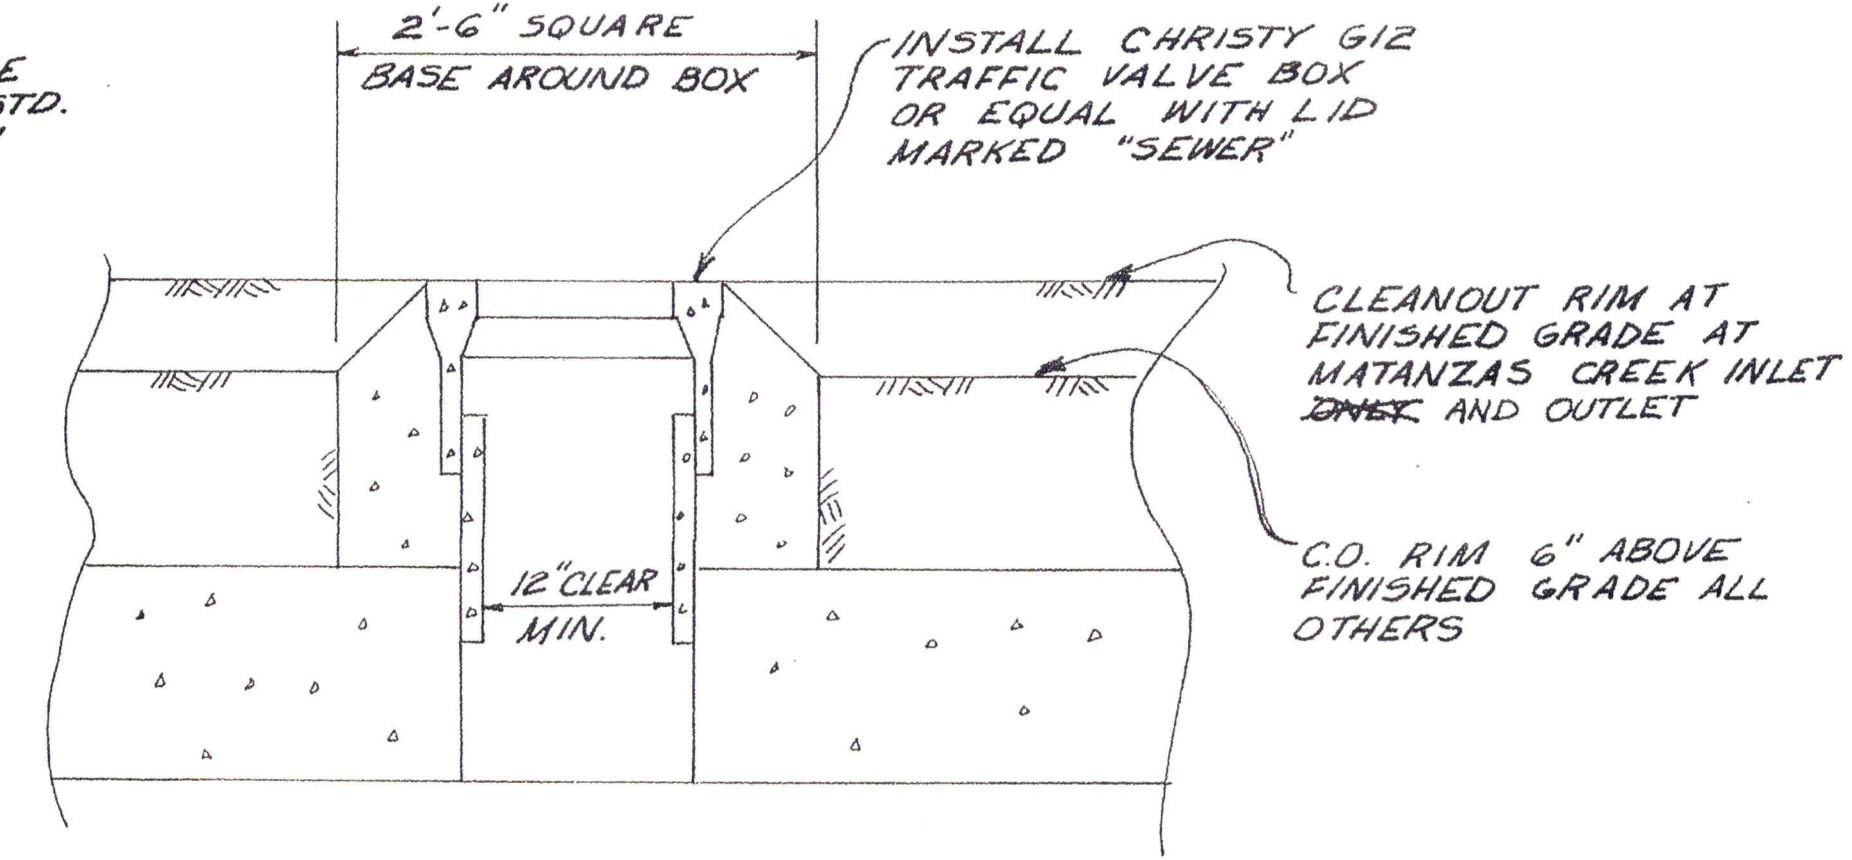 E
STD.
2'-6" SQUARE
BASE AROUND BOX
INSTALL CHRISTY G12
TRAFFIC VALVE BOX
OR EQUAL WITH LID
MARKED "SEWER"
CLEANOUT RIM AT
FINISHED GRADE AT
MATANZAS CREEK INLET
ONLY AND OUTLET
C.O. RIM 6" ABOVE
FINISHED GRADE ALL
OTHERS
12" CLEAR
MIN.